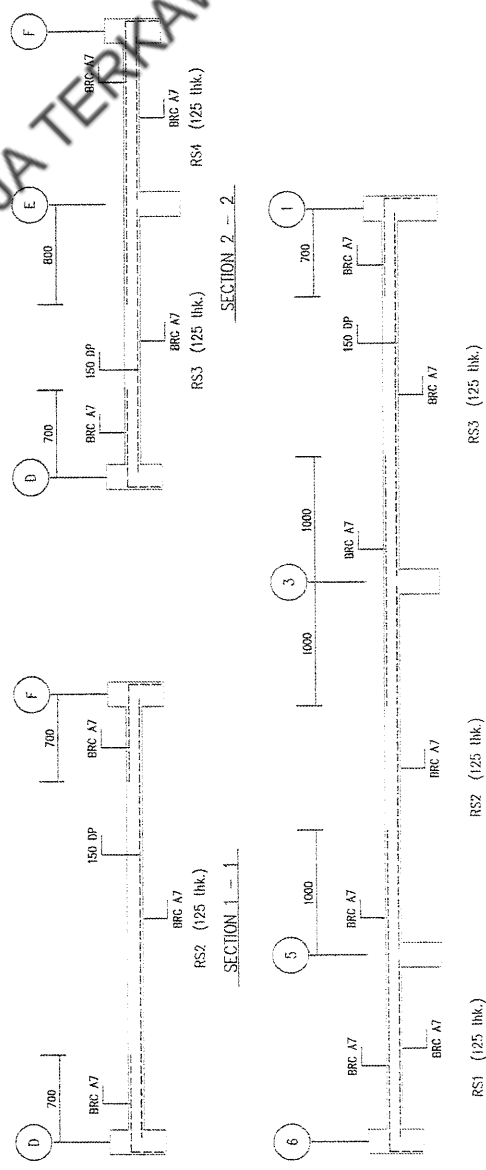 D
F
700
700
BRC A7
150 DP
BRC A7
BRC A7
RS2 (125 thk.)
SECTION 1 - 1
D
E
F
700
800
BRC A7
150 DP
BRC A7
BRC A7
BRC A7
RS3 (125 thk.)
RS4 (125 thk.)
SECTION 2 - 2
6
5
3
1
1000
1000
1000
700
BRC A7
BRC A7
BRC A7
150 DP
BRC A7
BRC A7
BRC A7
BRC A7
RS1 (125 thk.)
RS2 (125 thk.)
RS3 (125 thk.)
UA TERKAW